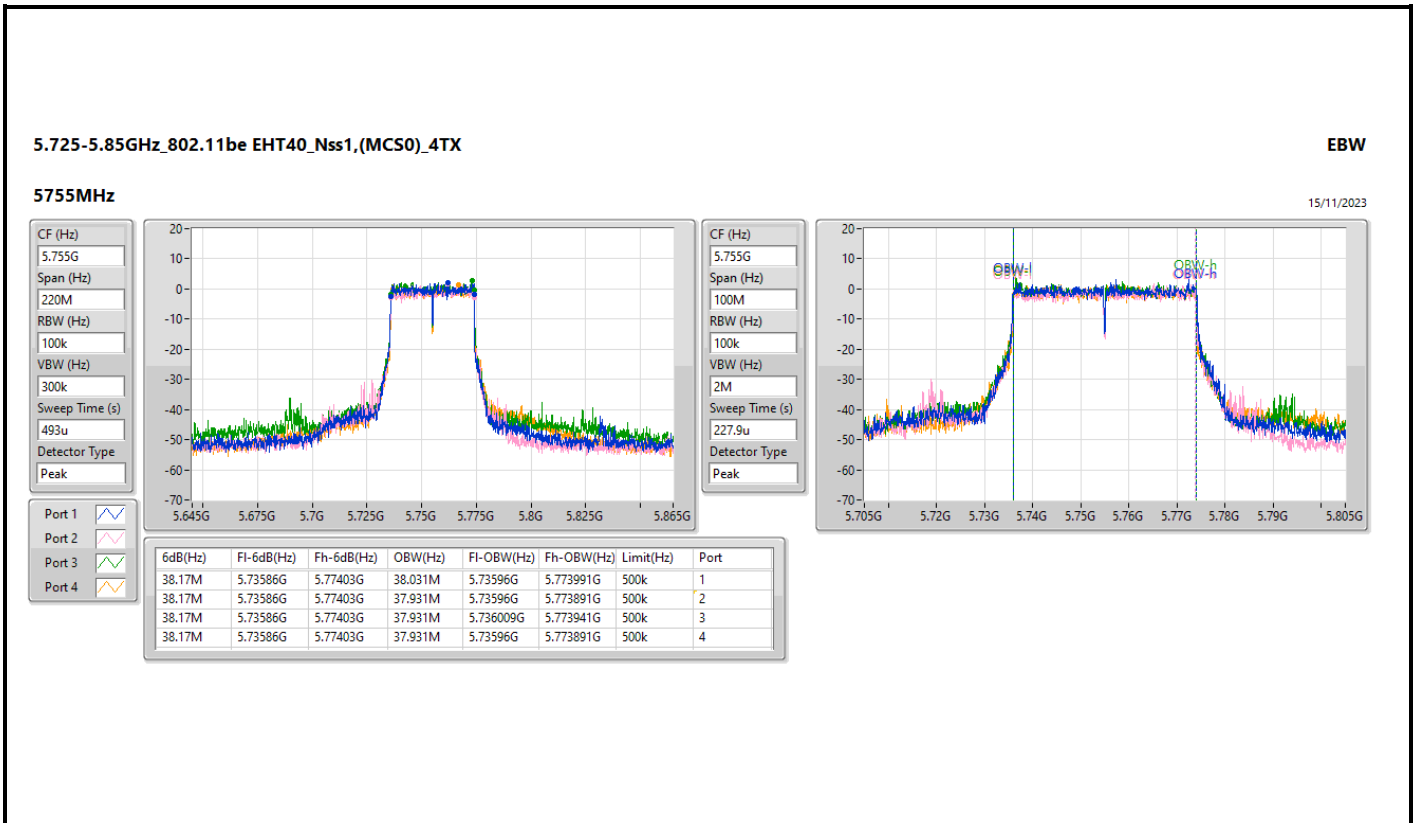 5.725-5.85GHz_802.11be EHT40_Nss1,(MCS0)_4TX EBW
5755MHz 15/11/2023
CF (Hz)
5.755G
Span (Hz)
220M
RBW (Hz)
100k
VBW (Hz)
300k
Sweep Time (s)
493u
Detector Type
Peak
20
10
0
-10
-20
-30
-40
-50
-60
-70
5.645G 5.675G 5.7G 5.725G 5.75G 5.775G 5.8G 5.825G 5.865G
CF (Hz)
5.755G
Span (Hz)
100M
RBW (Hz)
100k
VBW (Hz)
2M
Sweep Time (s)
227.9u
Detector Type
Peak
20
10
0
-10
-20
-30
-40
-50
-60
-70
OBW-l
OBW-h
OBW-h
5.705G 5.72G 5.73G 5.74G 5.75G 5.76G 5.77G 5.78G 5.79G 5.805G
Port 1
Port 2
Port 3
Port 4
6dB(Hz) Fl-6dB(Hz) Fh-6dB(Hz) OBW(Hz) Fl-OBW(Hz) Fh-OBW(Hz) Limit(Hz) Port
38.17M 5.73586G 5.77403G 38.031M 5.73596G 5.773991G 500k 1
38.17M 5.73586G 5.77403G 37.931M 5.73596G 5.773891G 500k 2
38.17M 5.73586G 5.77403G 37.931M 5.736009G 5.773941G 500k 3
38.17M 5.73586G 5.77403G 37.931M 5.73596G 5.773891G 500k 4